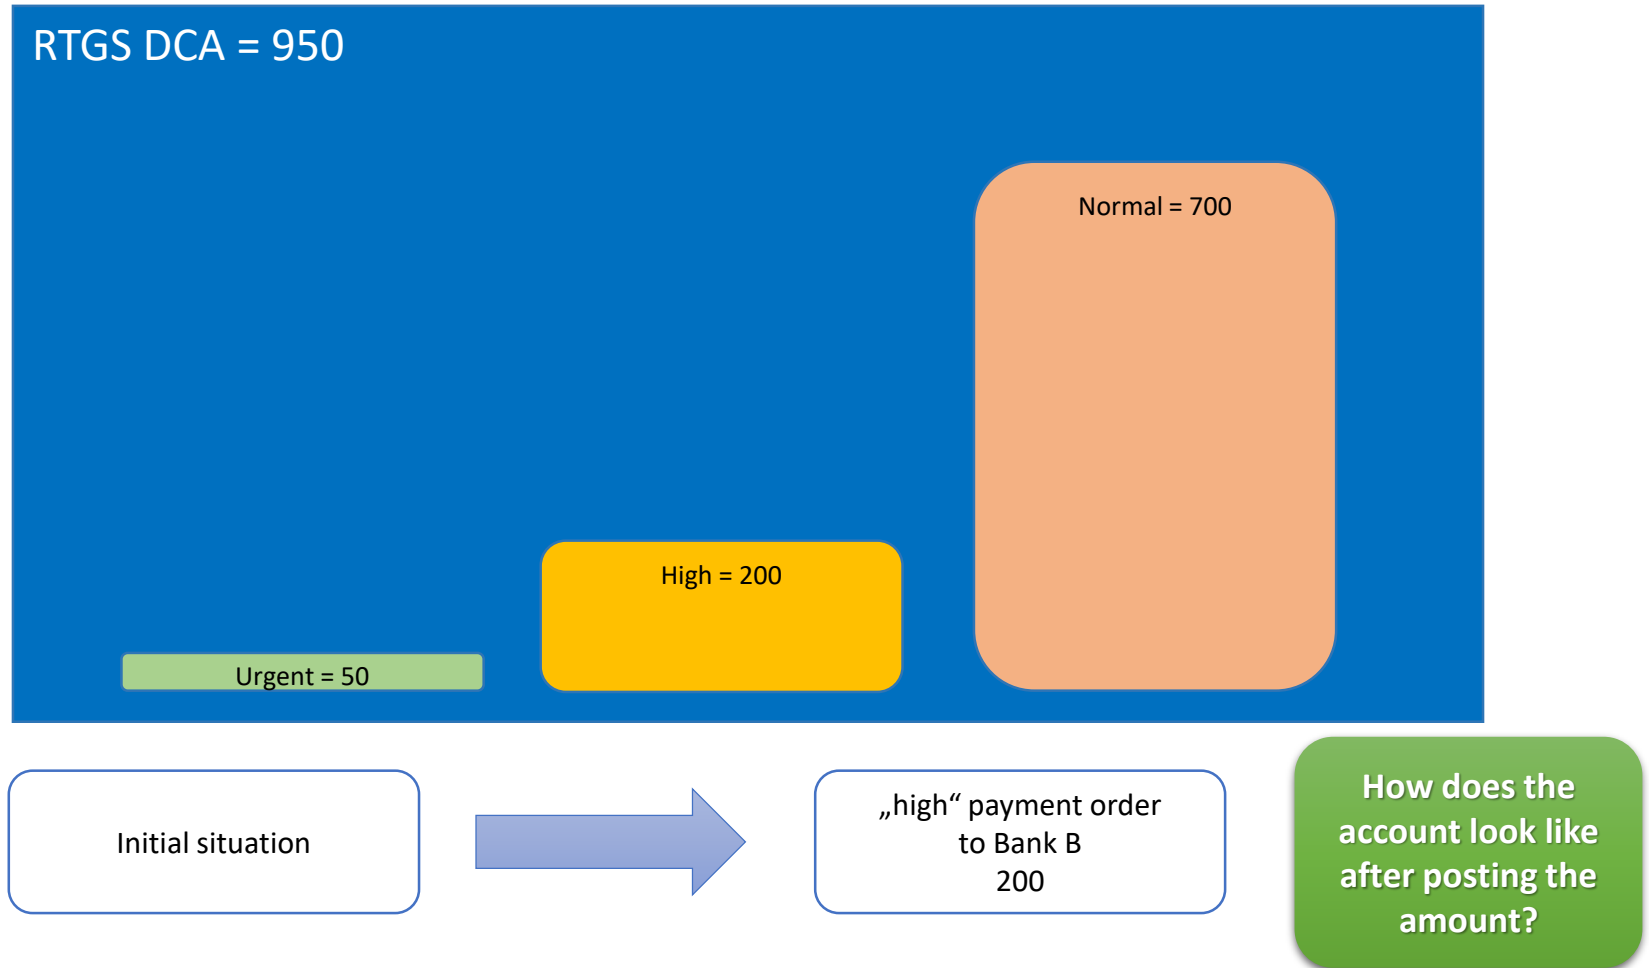 RTGS DCA = 950
Normal = 700
High = 200
Urgent = 50
Initial situation
„high“ payment order
to Bank B
200
How does the
account look like
after posting the
amount?